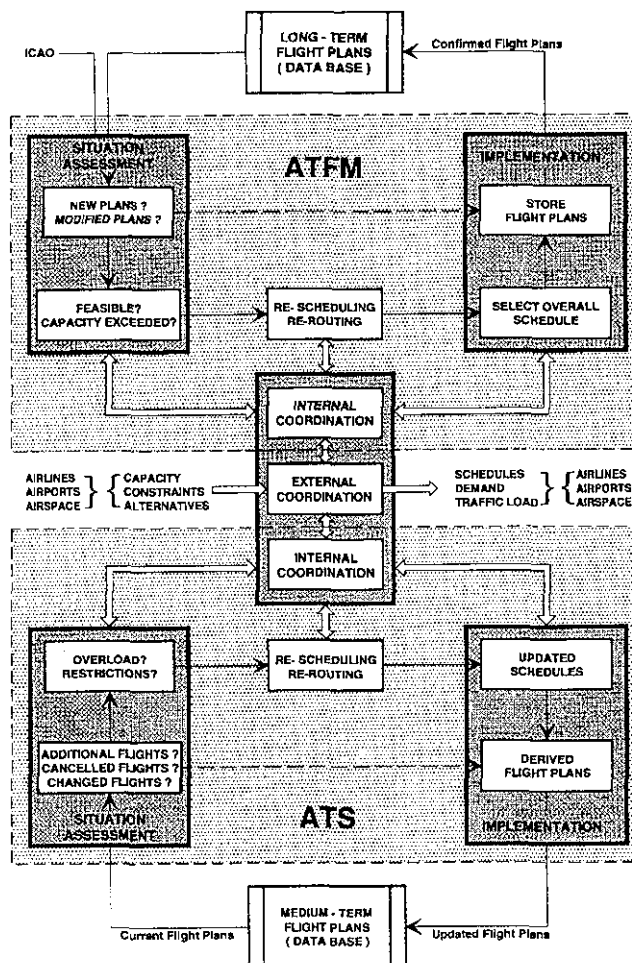 LONG - TERM
FLIGHT PLANS
( DATA BASE )
ICAO
Confirmed Flight Plans
SITUATION
ASSESSMENT
ATFM
IMPLEMENTATION
NEW PLANS ?
MODIFIED PLANS ?
STORE
FLIGHT PLANS
FEASIBLE?
CAPACITY EXCEEDED?
RE- SCHEDULING
RE-ROUTING
SELECT OVERALL
SCHEDULE
INTERNAL
COORDINATION
AIRLINES
AIRPORTS
AIRSPACE
CAPACITY
CONSTRAINTS
ALTERNATIVES
EXTERNAL
COORDINATION
SCHEDULES
DEMAND
TRAFFIC LOAD
AIRLINES
AIRPORTS
AIRSPACE
INTERNAL
COORDINATION
OVERLOAD?
RESTRICTIONS?
RE- SCHEDULING
RE-ROUTING
UPDATED
SCHEDULES
ADDITIONAL FLIGHTS ?
CANCELLED FLIGHTS ?
CHANGED FLIGHTS ?
DERIVED
FLIGHT PLANS
SITUATION
ASSESSMENT
ATS
IMPLEMENTATION
Current Flight Plans
MEDIUM - TERM
FLIGHT PLANS
( DATA BASE )
Updated Flight Plans